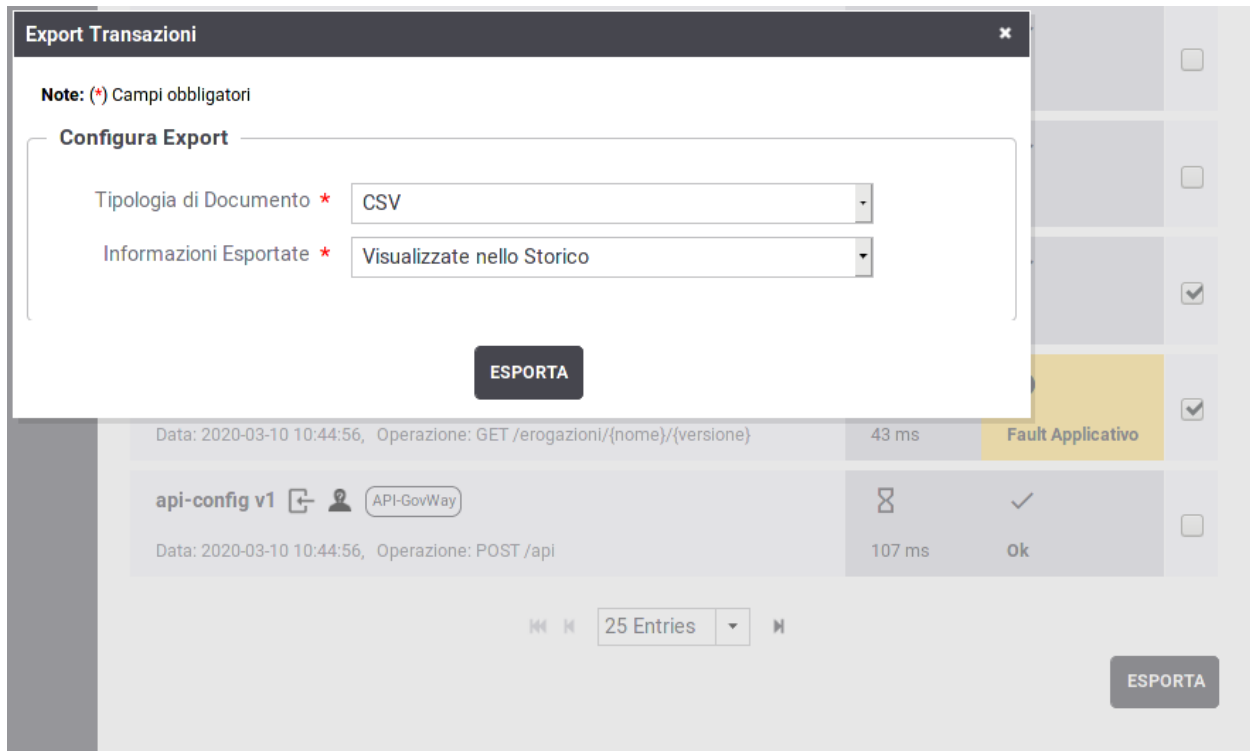 Export Transazioni
Note: (*) Campi obbligatori
Configura Export
Tipologia di Documento * CSV
Informazioni Esportate * Visualizzate nello Storico
ESPORTA
Data: 2020-03-10 10:44:56, Operazione: GET /erogazioni/{nome}/{versione} 43 ms Fault Applicativo
api-config v1 API-GovWay
Data: 2020-03-10 10:44:56, Operazione: POST /api 107 ms Ok
25 Entries
ESPORTA